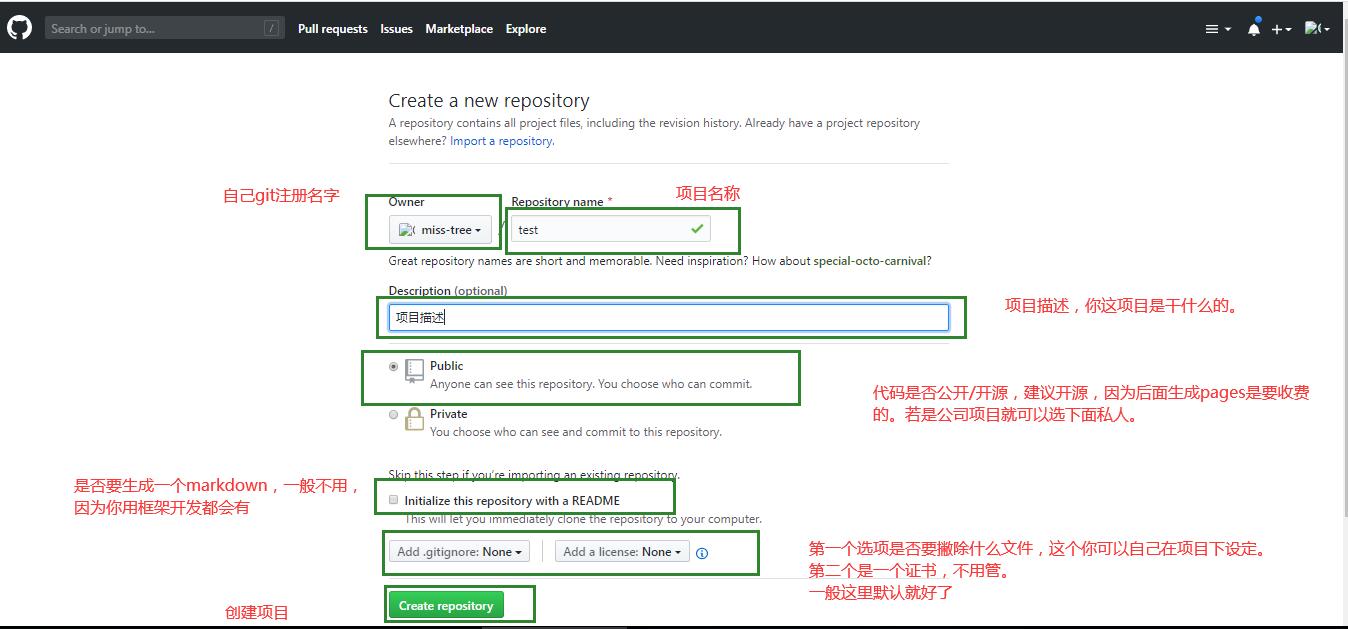 Search or jump to... /
Pull requests Issues Marketplace Explore
Create a new repository
A repository contains all project files, including the revision history. Already have a project repository
elsewhere? Import a repository.
自己git注册名字
项目名称
Owner
Repository name *
miss-tree
/
test
Great repository names are short and memorable. Need inspiration? How about special-octo-carnival?
Description (optional)
项目描述
项目描述，你这项目是干什么的。
Public
Anyone can see this repository. You choose who can commit.
代码是否公开/开源，建议开源，因为后面生成pages是要收费
的。若是公司项目就可以选下面私人。
Private
You choose who can see and commit to this repository.
Skip this step if you’re importing an existing repository.
是否要生成一个markdown，一般不用，
因为你用框架开发都会有
Initialize this repository with a README
This will let you immediately clone the repository to your computer.
Add .gitignore: None
Add a license: None
第一个选项是否要撇除什么文件，这个你可以自己在项目下设定。
第二个是一个证书，不用管。
一般这里默认就好了
创建项目
Create repository